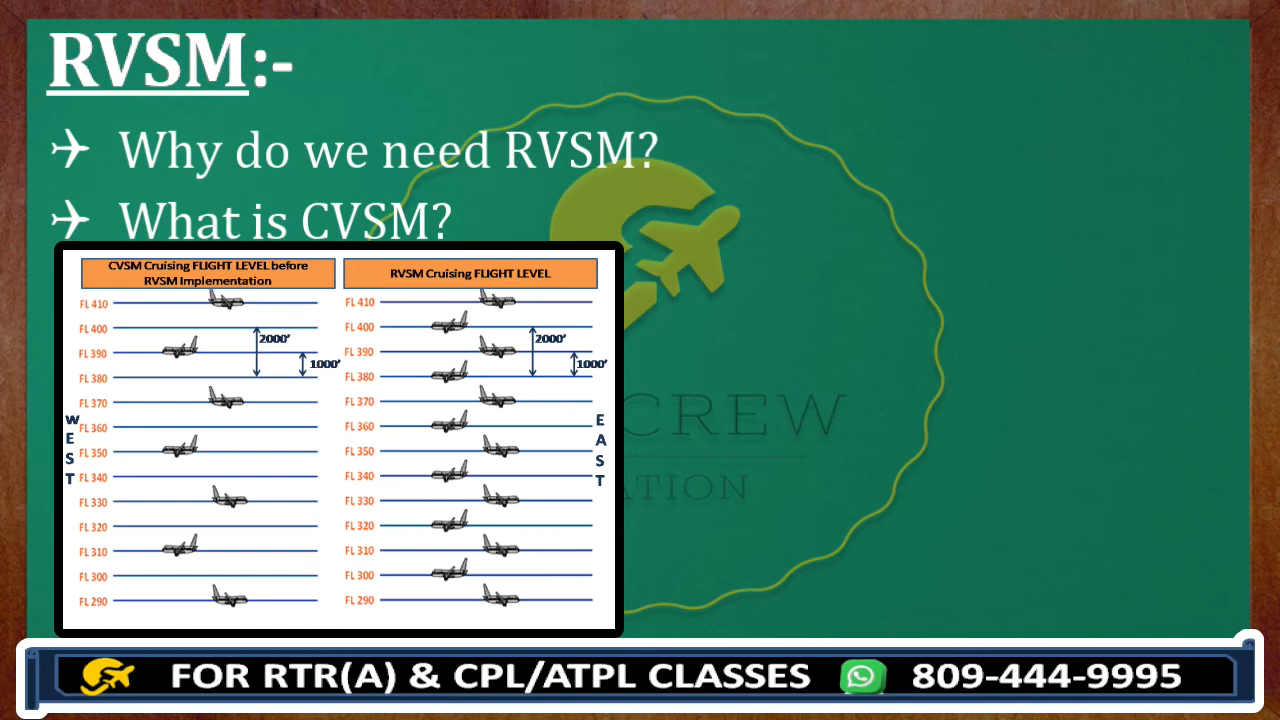 RVSM:-
Why do we need RVSM?
What is CVSM?
CVSM Cruising FLIGHT LEVEL before
RVSM Implementation
FL 410
FL 400
2000'
FL 390
1000'
FL 380
FL 370
WEST
FL 360
FL 350
FL 340
FL 330
FL 320
FL 310
FL 300
FL 290
RVSM Cruising FLIGHT LEVEL
FL 410
FL 400
2000'
FL 390
1000'
FL 380
FL 370
EAST
FL 360
FL 350
FL 340
FL 330
FL 320
FL 310
FL 300
FL 290
CREW
FOR RTR(A) & CPL/ATPL CLASSES 809-444-9995